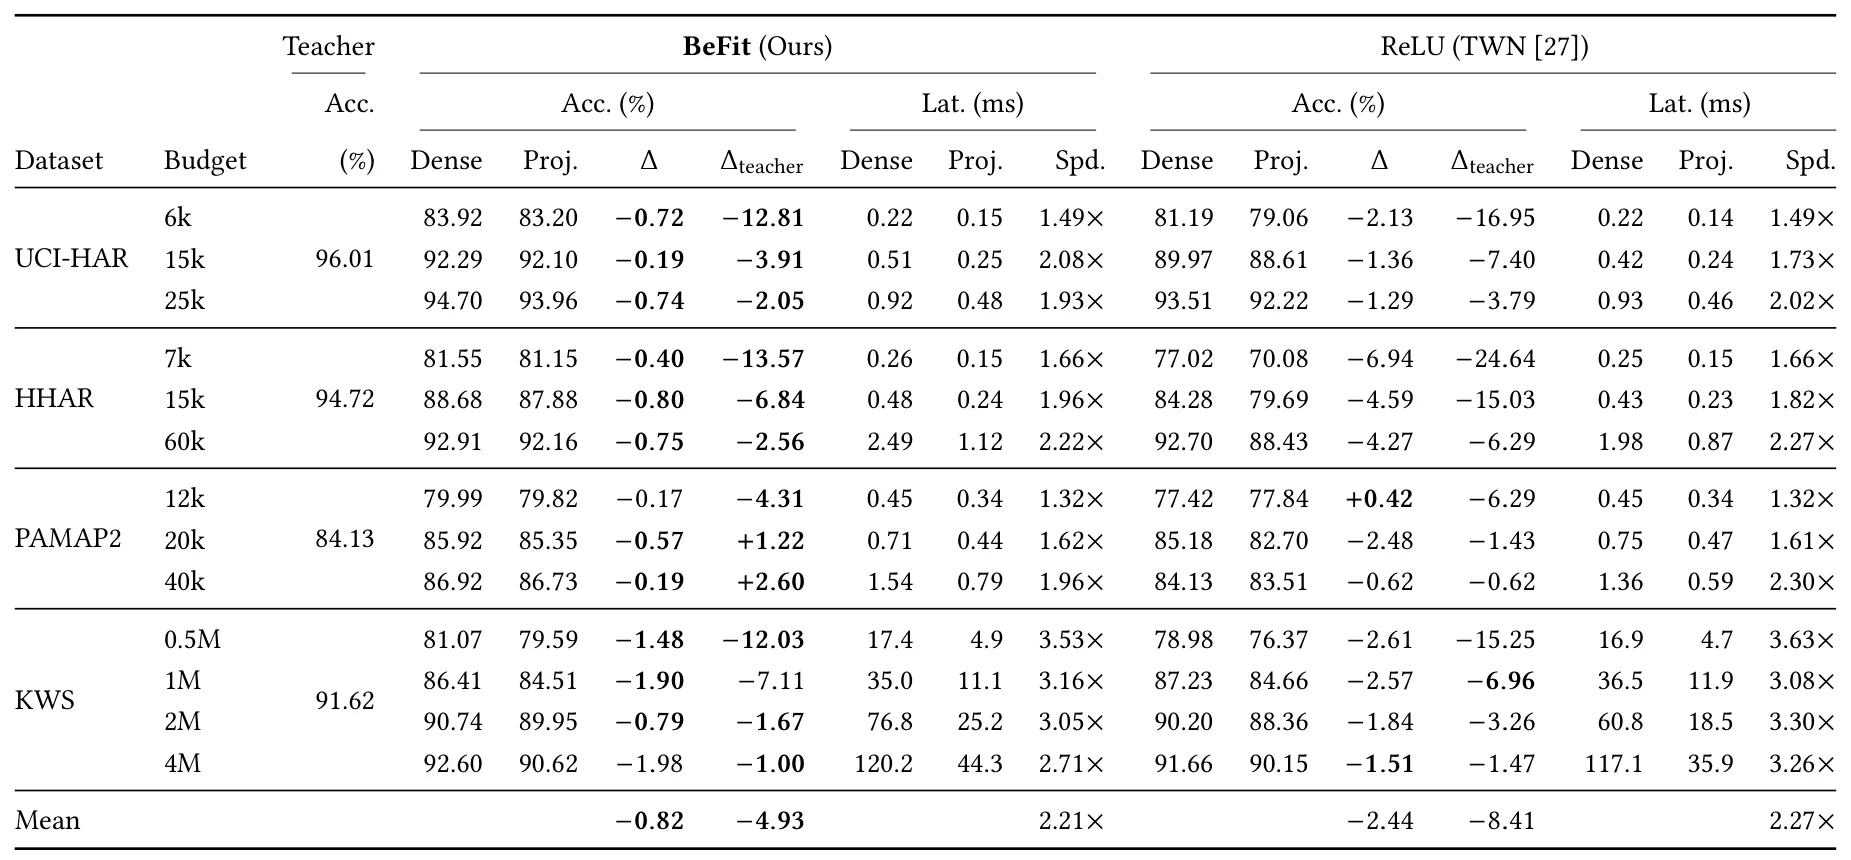 Teacher BeFit (Ours) ReLU (TWN [27])
Acc. Acc. (%) Lat. (ms) Acc. (%) Lat. (ms)
Dataset Budget (%) Dense Proj. Δ Δteacher Dense Proj. Spd. Dense Proj. Δ Δteacher Dense Proj. Spd.
6k 83.92 83.20 −0.72 −12.81 0.22 0.15 1.49× 81.19 79.06 −2.13 −16.95 0.22 0.14 1.49×
UCI-HAR 15k 96.01 92.29 92.10 −0.19 −3.91 0.51 0.25 2.08× 89.97 88.61 −1.36 −7.40 0.42 0.24 1.73×
25k 94.70 93.96 −0.74 −2.05 0.92 0.48 1.93× 93.51 92.22 −1.29 −3.79 0.93 0.46 2.02×
7k 81.55 81.15 −0.40 −13.57 0.26 0.15 1.66× 77.02 70.08 −6.94 −24.64 0.25 0.15 1.66×
HHAR 15k 94.72 88.68 87.88 −0.80 −6.84 0.48 0.24 1.96× 84.28 79.69 −4.59 −15.03 0.43 0.23 1.82×
60k 92.91 92.16 −0.75 −2.56 2.49 1.12 2.22× 92.70 88.43 −4.27 −6.29 1.98 0.87 2.27×
12k 79.99 79.82 −0.17 −4.31 0.45 0.34 1.32× 77.42 77.84 +0.42 −6.29 0.45 0.34 1.32×
PAMAP2 20k 84.13 85.92 85.35 −0.57 +1.22 0.71 0.44 1.62× 85.18 82.70 −2.48 −1.43 0.75 0.47 1.61×
40k 86.92 86.73 −0.19 +2.60 1.54 0.79 1.96× 84.13 83.51 −0.62 −0.62 1.36 0.59 2.30×
0.5M 81.07 79.59 −1.48 −12.03 17.4 4.9 3.53× 78.98 76.37 −2.61 −15.25 16.9 4.7 3.63×
KWS 1M 91.62 86.41 84.51 −1.90 −7.11 35.0 11.1 3.16× 87.23 84.66 −2.57 −6.96 36.5 11.9 3.08×
2M 90.74 89.95 −0.79 −1.67 76.8 25.2 3.05× 90.20 88.36 −1.84 −3.26 60.8 18.5 3.30×
4M 92.60 90.62 −1.98 −1.00 120.2 44.3 2.71× 91.66 90.15 −1.51 −1.47 117.1 35.9 3.26×
Mean −0.82 −4.93 2.21× −2.44 −8.41 2.27×